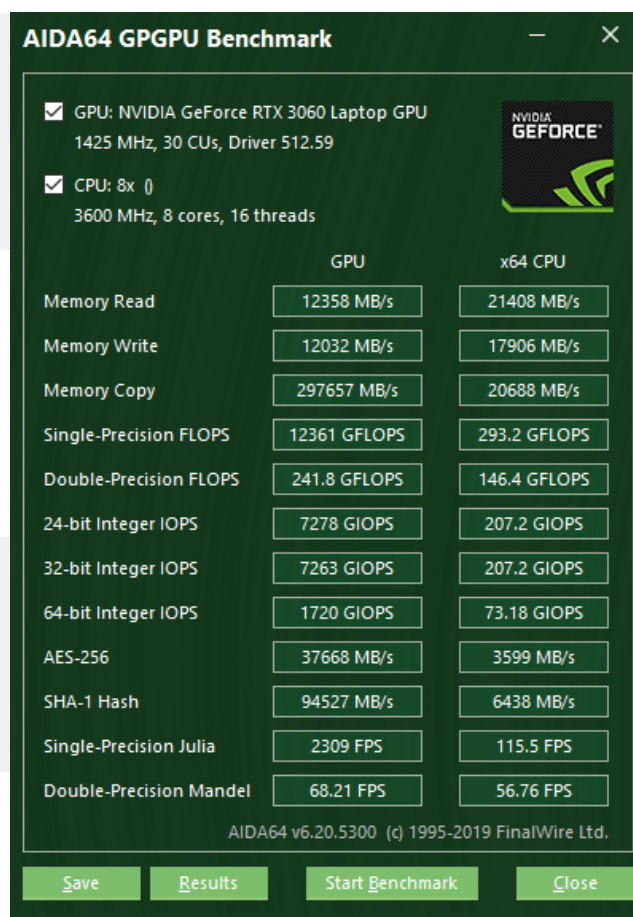 AIDA64 GPGPU Benchmark
GPU: NVIDIA GeForce RTX 3060 Laptop GPU
1425 MHz, 30 CUs, Driver 512.59
NVIDIA
GEFORCE
CPU: 8x ()
3600 MHz, 8 cores, 16 threads
GPU x64 CPU
Memory Read 12358 MB/s 21408 MB/s
Memory Write 12032 MB/s 17906 MB/s
Memory Copy 297657 MB/s 20688 MB/s
Single-Precision FLOPS 12361 GFLOPS 293.2 GFLOPS
Double-Precision FLOPS 241.8 GFLOPS 146.4 GFLOPS
24-bit Integer IOPS 7278 GIOPS 207.2 GIOPS
32-bit Integer IOPS 7263 GIOPS 207.2 GIOPS
64-bit Integer IOPS 1720 GIOPS 73.18 GIOPS
AES-256 37668 MB/s 3599 MB/s
SHA-1 Hash 94527 MB/s 6438 MB/s
Single-Precision Julia 2309 FPS 115.5 FPS
Double-Precision Mandel 68.21 FPS 56.76 FPS
AIDA64 v6.20.5300 (c) 1995-2019 FinalWire Ltd.
Save Results Start Benchmark Close